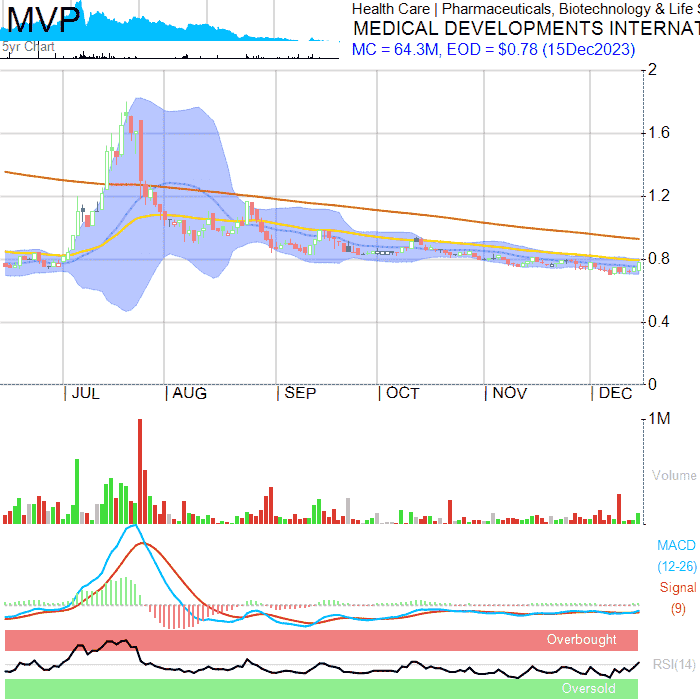 MVP
5yr Chart
Health Care | Pharmaceuticals, Biotechnology & Life S
MEDICAL DEVELOPMENTS INTERNAT
MC = 64.3M, EOD = $0.78 (15Dec2023)
2
1.6
1.2
0.8
0.4
0
JUL AUG SEP OCT NOV DEC
1M
Volume
MACD
(12-26)
Signal
(9)
Overbought
RSI(14)
Oversold